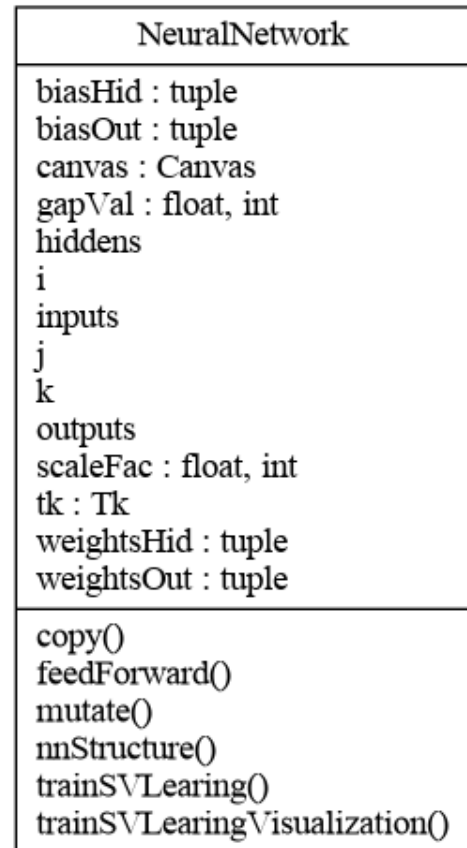 NeuralNetwork
biasHid : tuple
biasOut : tuple
canvas : Canvas
gapVal : float, int
hiddens
i
inputs
j
k
outputs
scaleFac : float, int
tk : Tk
weightsHid : tuple
weightsOut : tuple
copy()
feedForward()
mutate()
nnStructure()
trainSVLearing()
trainSVLearingVisualization()